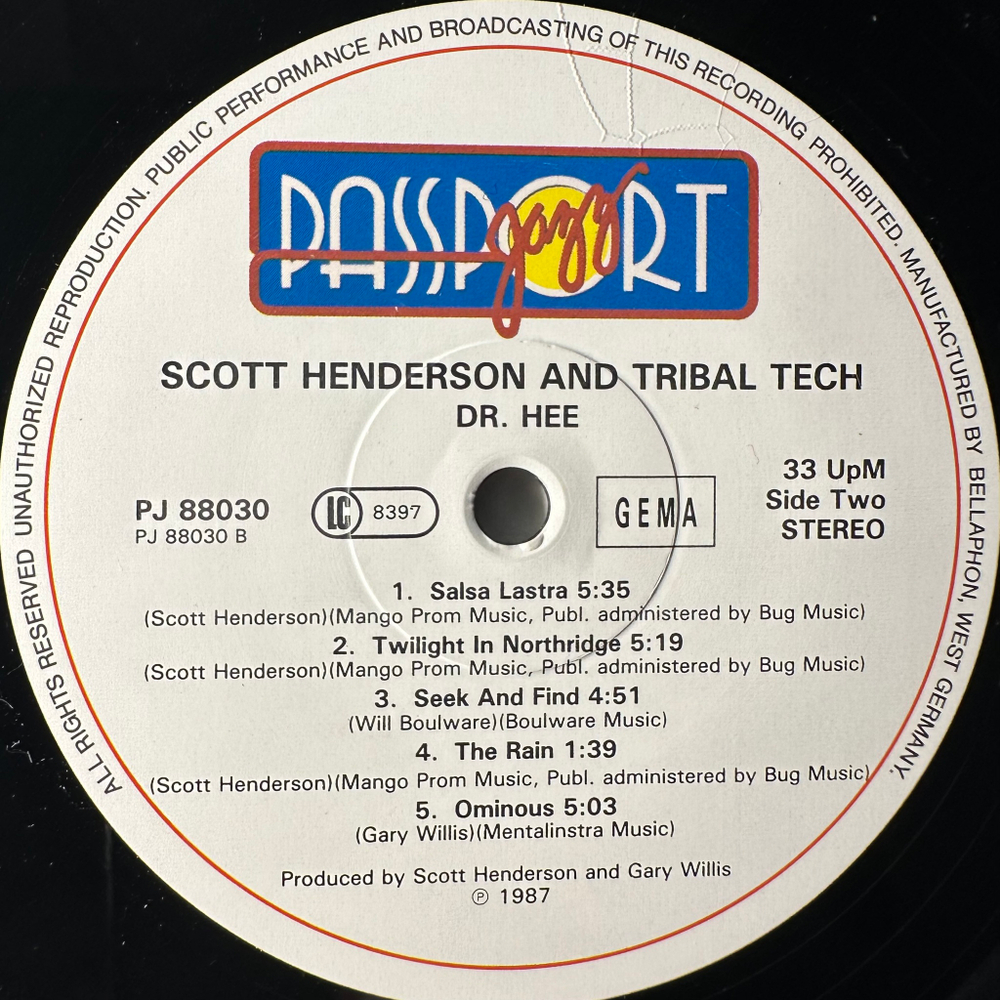 ALL RIGHTS RESERVED UNAUTHORIZED REPRODUCTION. PUBLIC PERFORMANCE AND BROADCASTING OF THIS RECORDING PROHIBITED. MANUFACTURED BY BELLAPHON, WEST GERMANY.
PASSPORT
jazz
SCOTT HENDERSON AND TRIBAL TECH
DR. HEE
PJ 88030
PJ 88030 B
LC 8397
GEMA
33 UpM
Side Two
STEREO
1. Salsa Lastra 5:35
(Scott Henderson)(Mango Prom Music, Publ. administered by Bug Music)
2. Twilight In Northridge 5:19
(Scott Henderson)(Mango Prom Music, Publ. administered by Bug Music)
3. Seek And Find 4:51
(Will Boulware)(Boulware Music)
4. The Rain 1:39
(Scott Henderson)(Mango Prom Music, Publ. administered by Bug Music)
5. Ominous 5:03
(Gary Willis)(Mentalinstra Music)
Produced by Scott Henderson and Gary Willis
℗ 1987